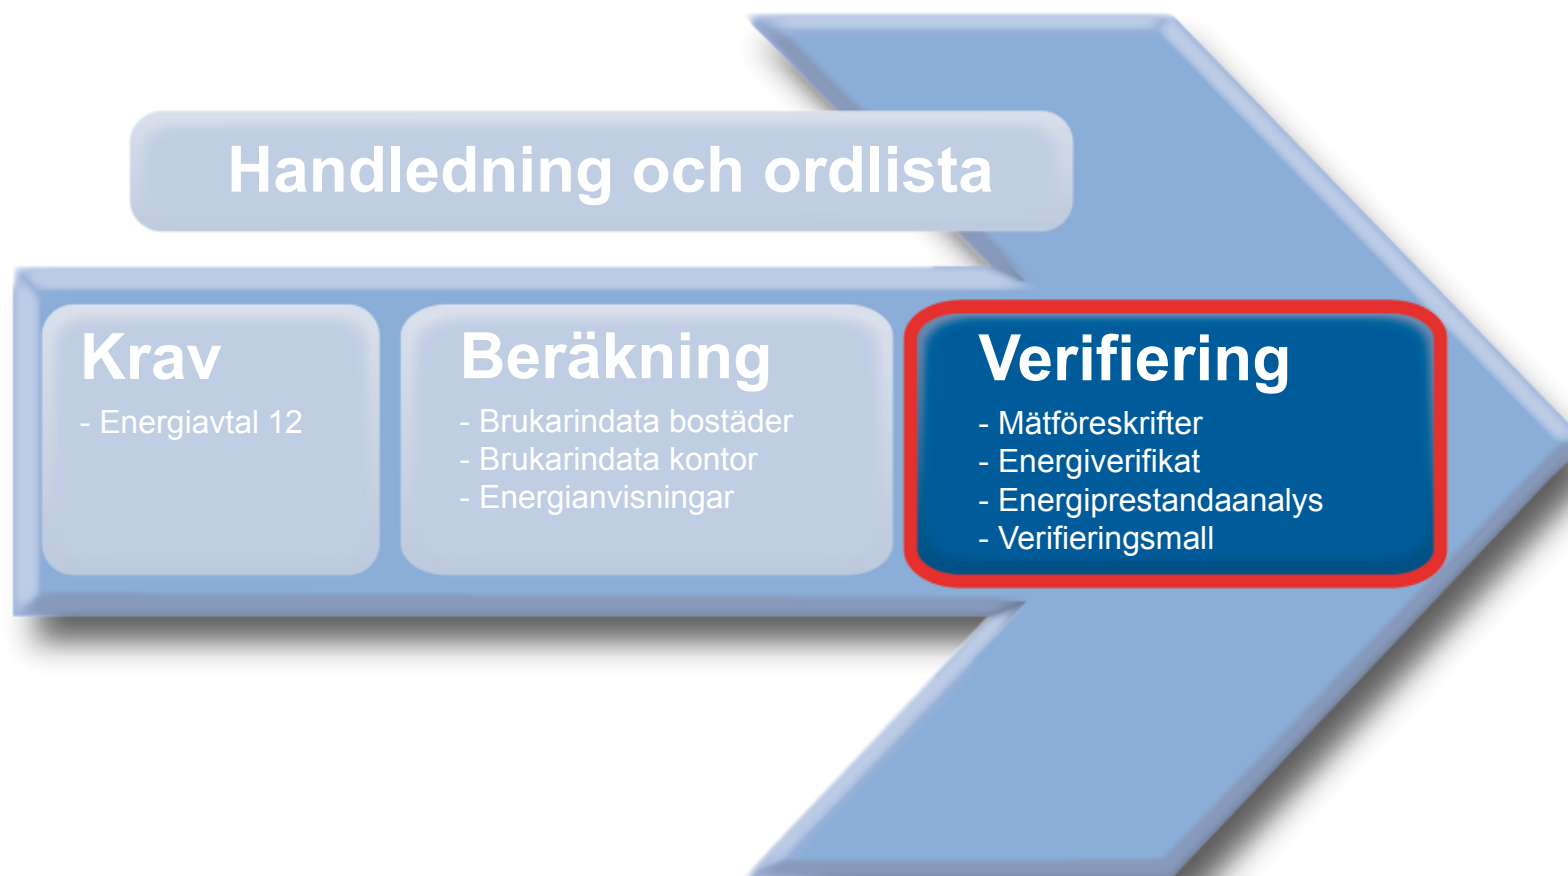 Handledning och ordlista
Krav
- Energiavtal 12
Beräkning
- Brukarindata bostäder
- Brukarindata kontor
- Energianvisningar
Verifiering
- Mätföreskrifter
- Energiverifikat
- Energiprestandaanalys
- Verifieringsmall